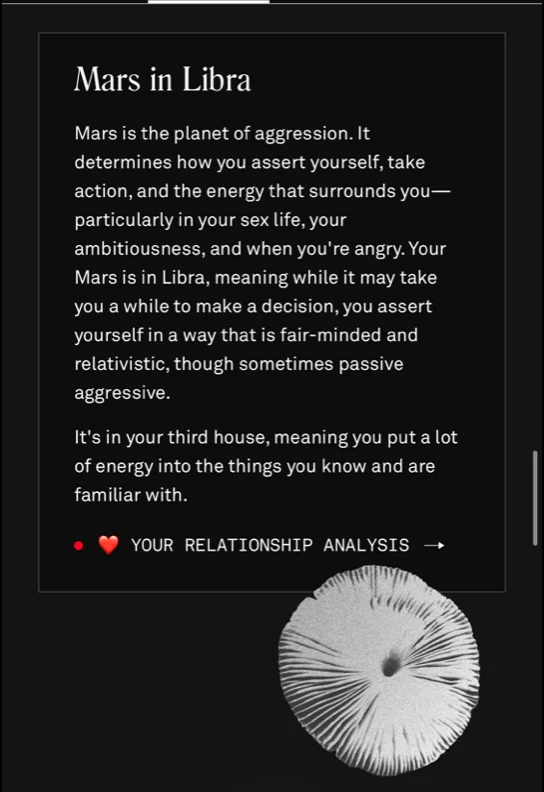 Mars in Libra
Mars is the planet of aggression. It
determines how you assert yourself, take
action, and the energy that surrounds you—
particularly in your sex life, your
ambitiousness, and when you're angry. Your
Mars is in Libra, meaning while it may take
you a while to make a decision, you assert
yourself in a way that is fair-minded and
relativistic, though sometimes passive
aggressive.
It's in your third house, meaning you put a lot
of energy into the things you know and are
familiar with.
YOUR RELATIONSHIP ANALYSIS →